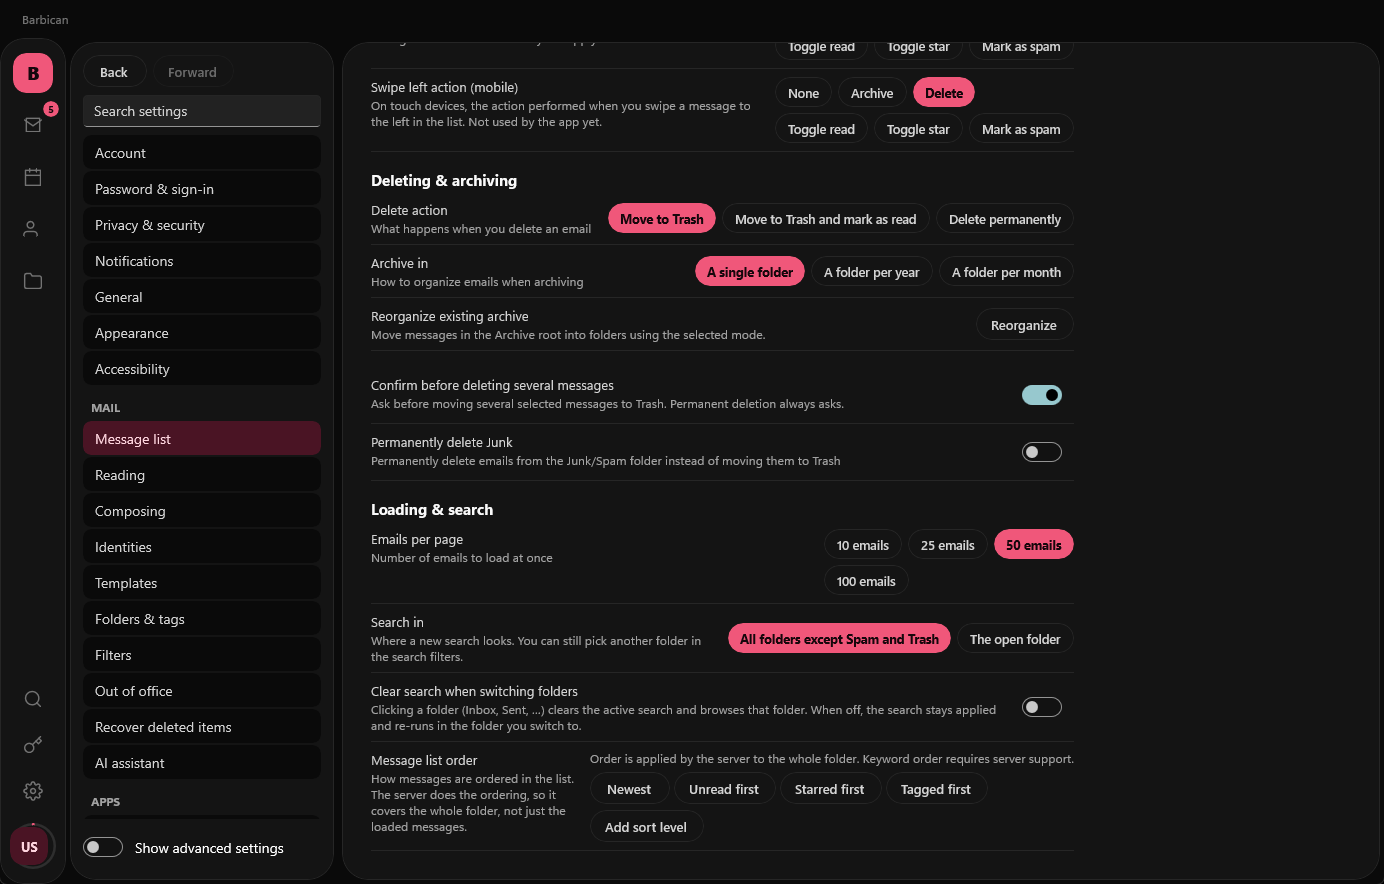 Barbican
B
5
US
Back
Forward
Search settings
Account
Password & sign-in
Privacy & security
Notifications
General
Appearance
Accessibility
MAIL
Message list
Reading
Composing
Identities
Templates
Folders & tags
Filters
Out of office
Recover deleted items
AI assistant
APPS
Show advanced settings
Toggle read
Toggle star
Mark as spam
Swipe left action (mobile)
On touch devices, the action performed when you swipe a message to
the left in the list. Not used by the app yet.
None
Archive
Delete
Toggle read
Toggle star
Mark as spam
Deleting & archiving
Delete action
What happens when you delete an email
Move to Trash
Move to Trash and mark as read
Delete permanently
Archive in
How to organize emails when archiving
A single folder
A folder per year
A folder per month
Reorganize existing archive
Move messages in the Archive root into folders using the selected mode.
Reorganize
Confirm before deleting several messages
Ask before moving several selected messages to Trash. Permanent deletion always asks.
Permanently delete Junk
Permanently delete emails from the Junk/Spam folder instead of moving them to Trash
Loading & search
Emails per page
Number of emails to load at once
10 emails
25 emails
50 emails
100 emails
Search in
Where a new search looks. You can still pick another folder in
the search filters.
All folders except Spam and Trash
The open folder
Clear search when switching folders
Clicking a folder (Inbox, Sent, ...) clears the active search and browses that folder. When off, the search stays applied
and re-runs in the folder you switch to.
Message list order
How messages are ordered in the list.
The server does the ordering, so it
covers the whole folder, not just the
loaded messages.
Order is applied by the server to the whole folder. Keyword order requires server support.
Newest
Unread first
Starred first
Tagged first
Add sort level